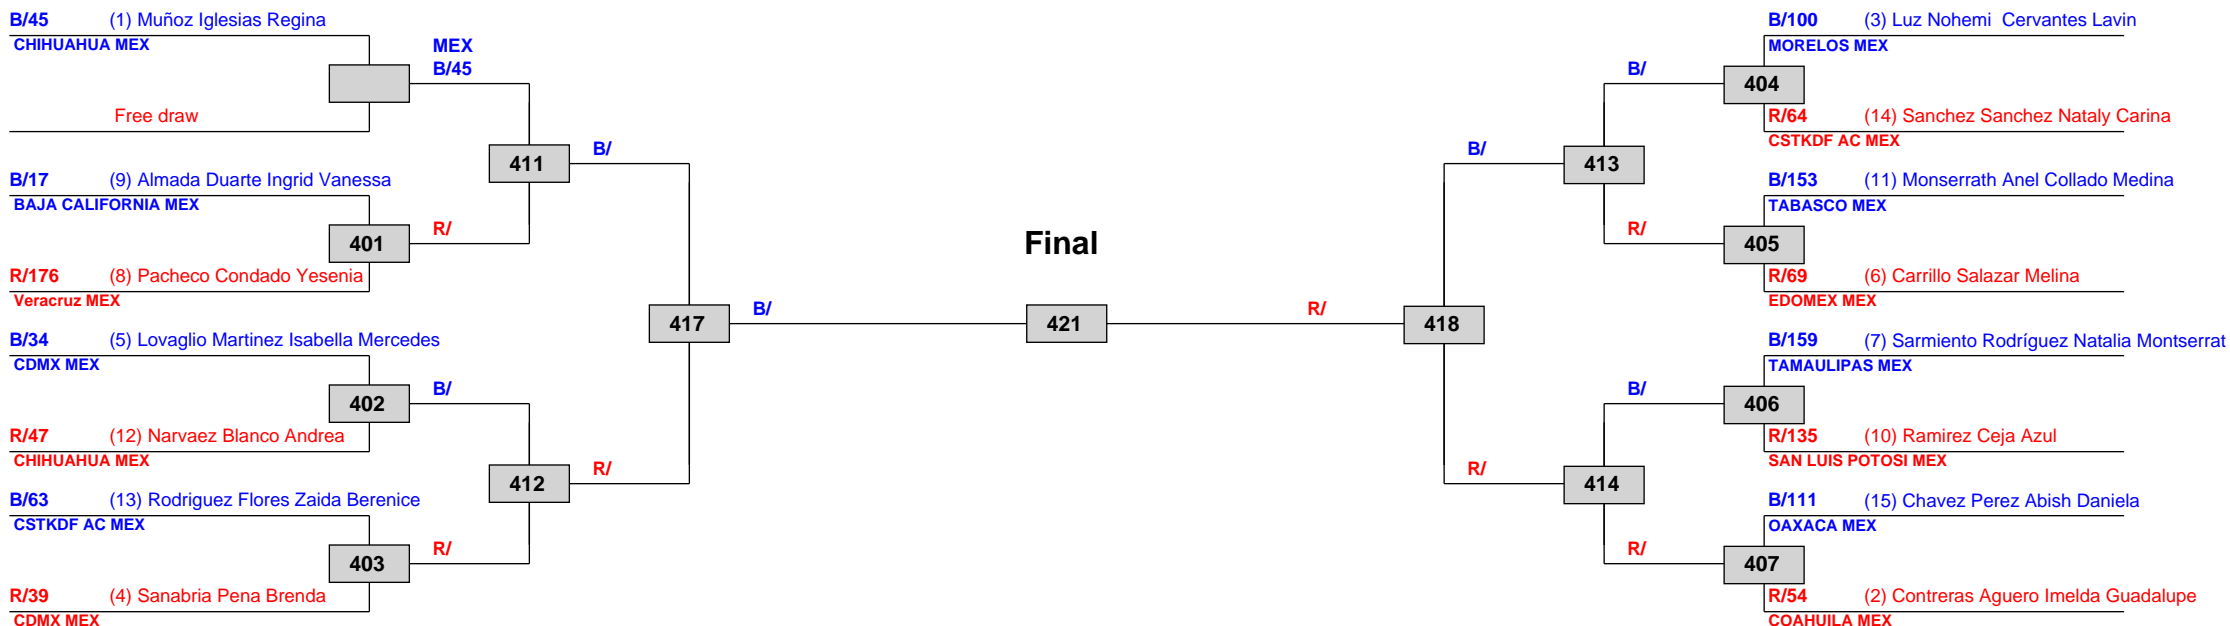 B/45 (1) Muñoz Iglesias Regina
CHIHUAHUA MEX
MEX
B/45
Free draw
411
B/
B/17 (9) Almada Duarte Ingrid Vanessa
BAJA CALIFORNIA MEX
401
R/
R/176 (8) Pacheco Condado Yesenia
Veracruz MEX
417
B/
B/34 (5) Lovaglio Martinez Isabella Mercedes
CDMX MEX
402
B/
R/47 (12) Narvaez Blanco Andrea
CHIHUAHUA MEX
412
R/
B/63 (13) Rodriguez Flores Zaida Berenice
CSTKDF AC MEX
403
R/
R/39 (4) Sanabria Pena Brenda
CDMX MEX
Final
421
R/
418
B/
413
R/
414
B/100 (3) Luz Nohemi  Cervantes Lavin
MORELOS MEX
B/
404
R/64 (14) Sanchez Sanchez Nataly Carina
CSTKDF AC MEX
B/153 (11) Monserrath Anel Collado Medina
TABASCO MEX
R/
405
R/69 (6) Carrillo Salazar Melina
EDOMEX MEX
B/159 (7) Sarmiento Rodríguez Natalia Montserrat
TAMAULIPAS MEX
B/
406
R/135 (10) Ramirez Ceja Azul
SAN LUIS POTOSI MEX
B/111 (15) Chavez Perez Abish Daniela
OAXACA MEX
R/
407
R/54 (2) Contreras Aguero Imelda Guadalupe
COAHUILA MEX